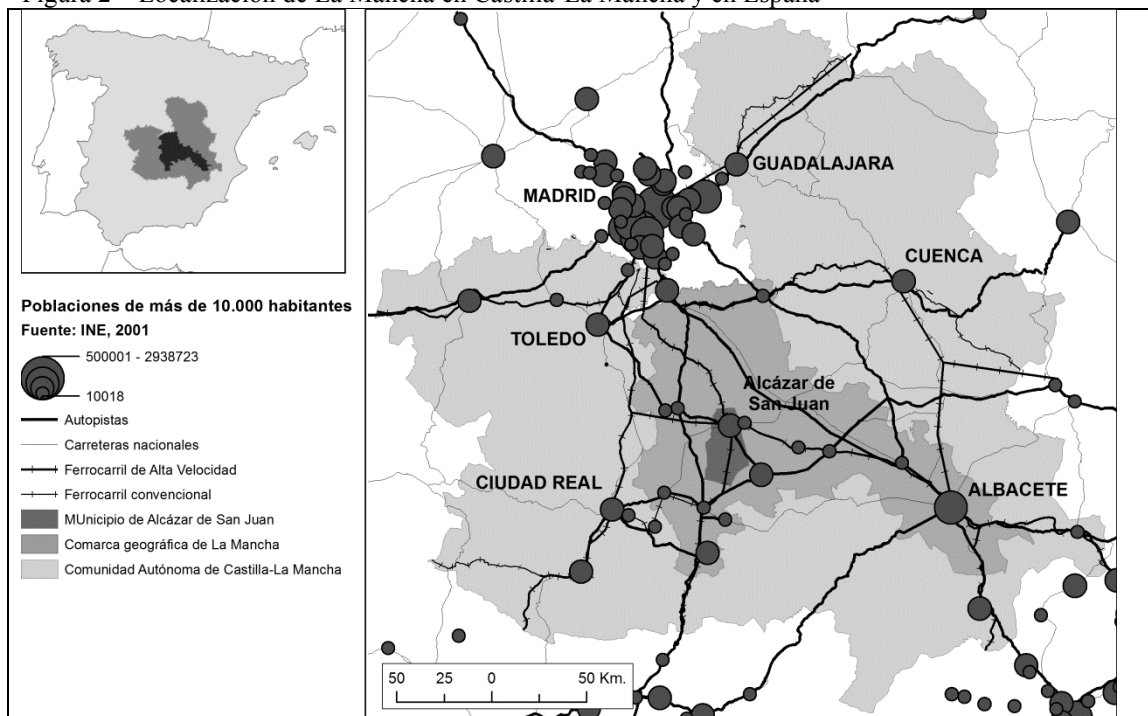 Figura 2 – Localización de La Mancha en Castilla-La Mancha y en España
Poblaciones de más de 10.000 habitantes
Fuente: INE, 2001
500001 - 2938723
10018
Autopistas
Carreteras nacionales
Ferrocarril de Alta Velocidad
Ferrocarril convencional
MUnicipio de Alcázar de San Juan
Comarca geográfica de La Mancha
Comunidad Autónoma de Castilla-La Mancha
GUADALAJARA
MADRID
CUENCA
TOLEDO
Alcázar de
San Juan
CIUDAD REAL
ALBACETE
50 25 0 50 Km.